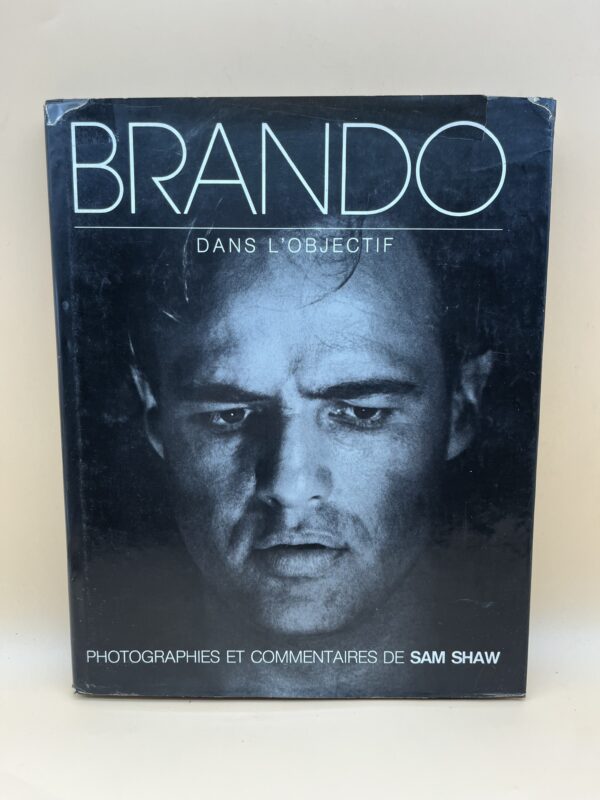 BRANDO
DANS L'OBJECTIF
PHOTOGRAPHIES ET COMMENTAIRES DE SAM SHAW